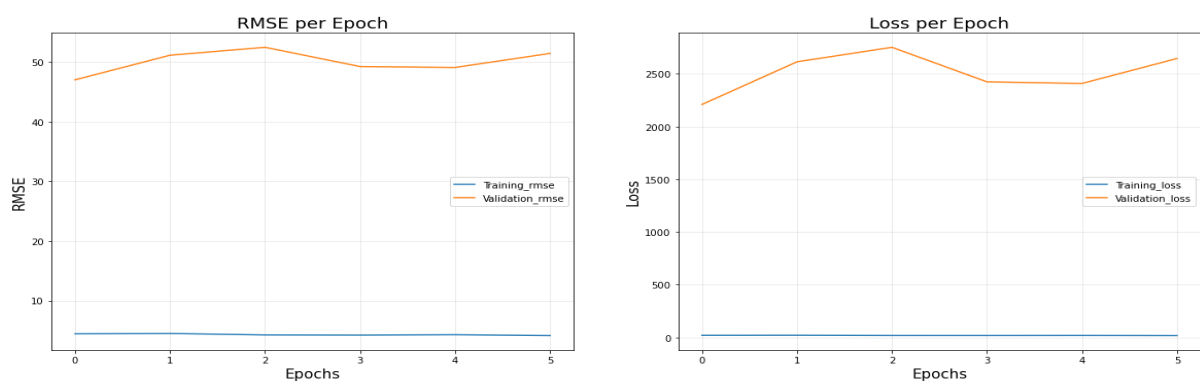 RMSE per Epoch
50
40
30
20
10
RMSE
Training_rmse
Validation_rmse
0 1 2 3 4 5
Epochs
Loss per Epoch
2500
2000
1500
1000
500
0
Loss
Training_loss
Validation_loss
0 1 2 3 4 5
Epochs